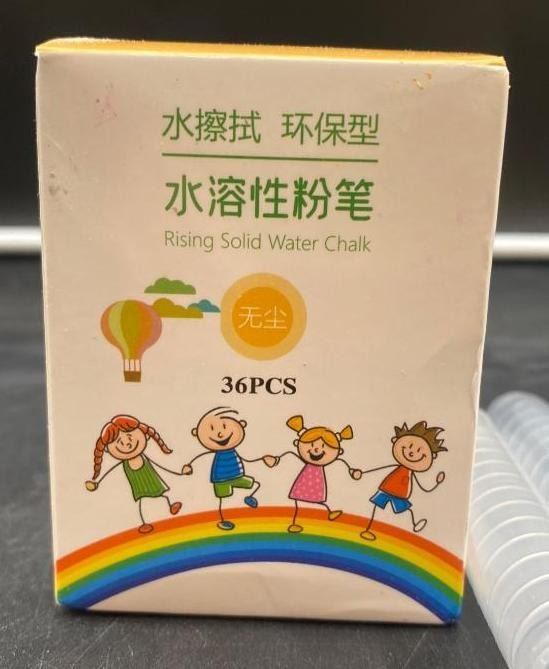 水擦拭 环保型
水溶性粉笔
Rising Solid Water Chalk
无尘
36PCS